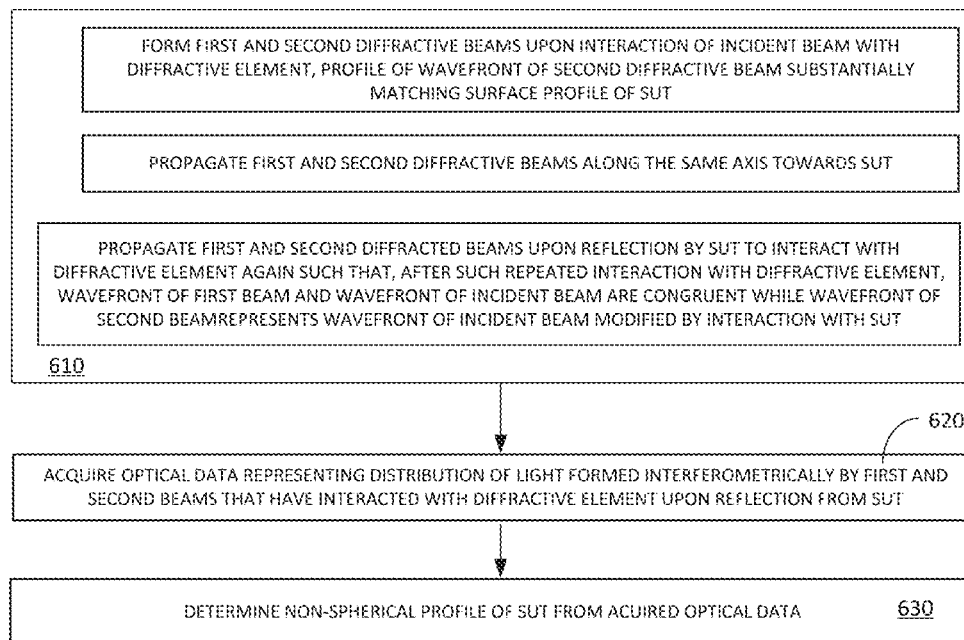 FORM FIRST AND SECOND DIFFRACTIVE BEAMS UPON INTERACTION OF INCIDENT BEAM WITH
DIFFRACTIVE ELEMENT, PROFILE OF WAVEFRONT OF SECOND DIFFRACTIVE BEAM SUBSTANTIALLY
MATCHING SURFACE PROFILE OF SUT
PROPAGATE FIRST AND SECOND DIFFRACTIVE BEAMS ALONG THE SAME AXIS TOWARDS SUT
PROPAGATE FIRST AND SECOND DIFFRACTED BEAMS UPON REFLECTION BY SUT TO INTERACT WITH
DIFFRACTIVE ELEMENT AGAIN SUCH THAT, AFTER SUCH REPEATED INTERACTION WITH DIFFRACTIVE ELEMENT,
WAVEFRONT OF FIRST BEAM AND WAVEFRONT OF INCIDENT BEAM ARE CONGRUENT WHILE WAVEFRONT OF
SECOND BEAMREPRESENTS WAVEFRONT OF INCIDENT BEAM MODIFIED BY INTERACTION WITH SUT
610
620
ACQUIRE OPTICAL DATA REPRESENTING DISTRIBUTION OF LIGHT FORMED INTERFEROMETRICALLY BY FIRST AND
SECOND BEAMS THAT HAVE INTERACTED WITH DIFFRACTIVE ELEMENT UPON REFLECTION FROM SUT
DETERMINE NON-SPHERICAL PROFILE OF SUT FROM ACUIRED OPTICAL DATA
630